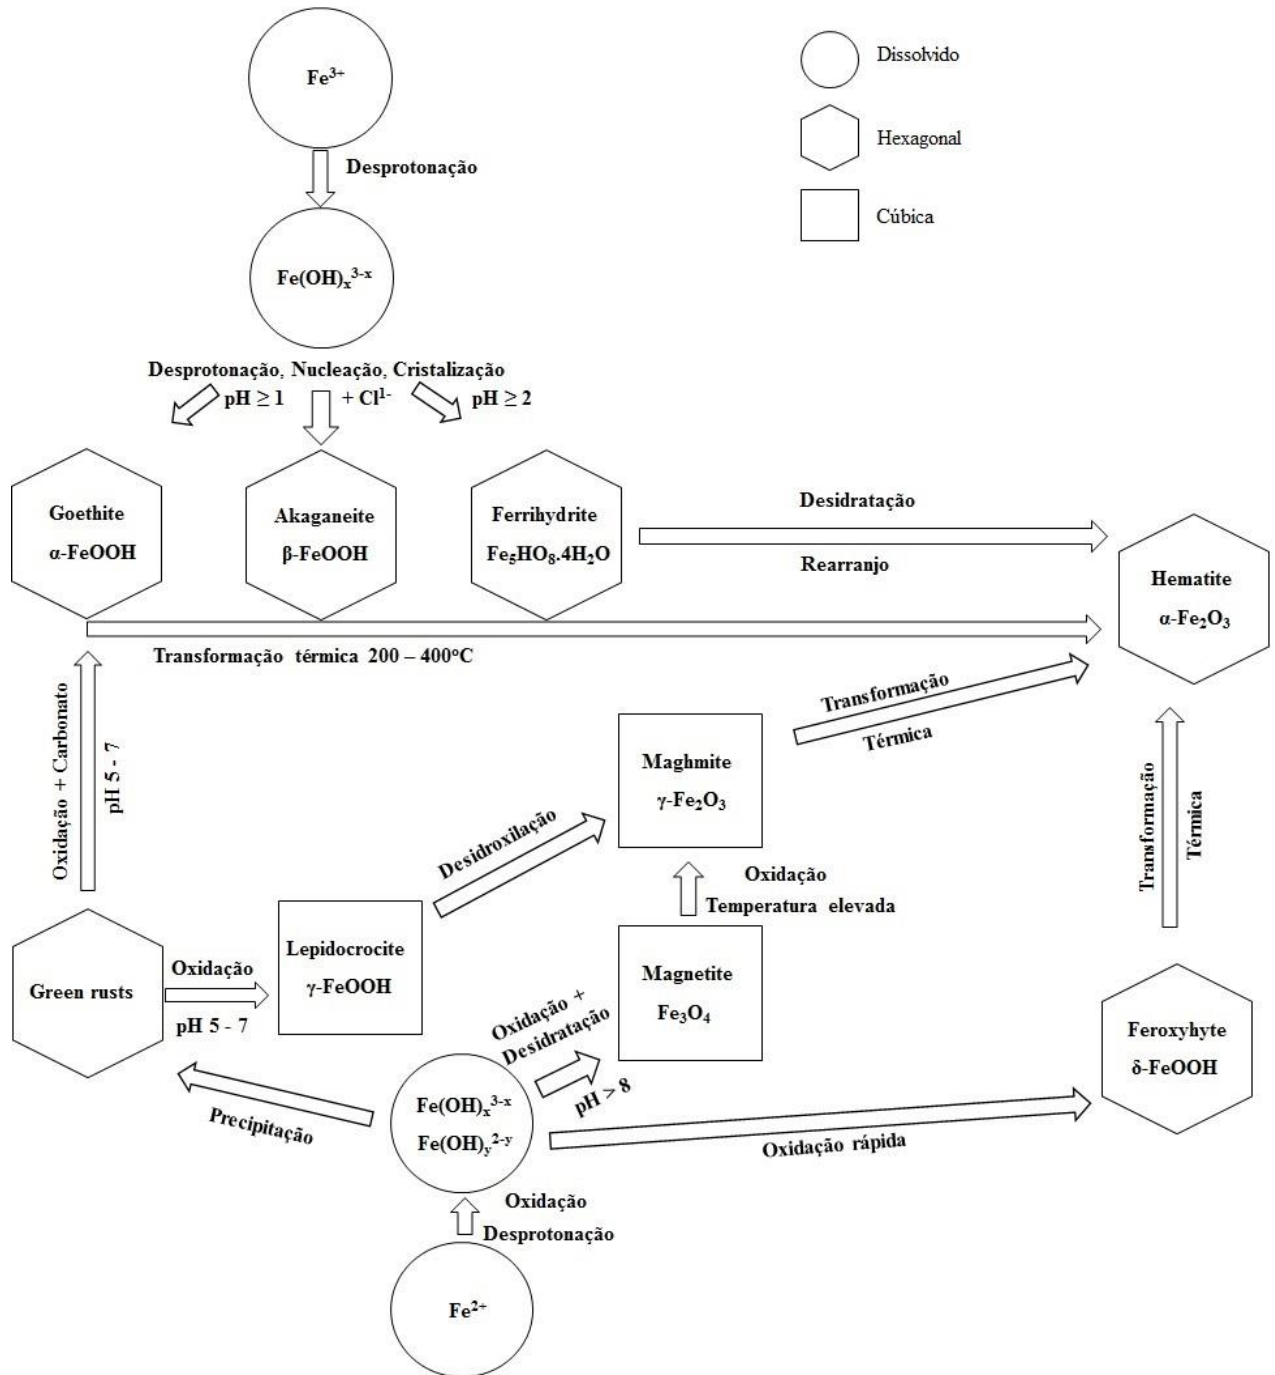 Fe³⁺
Dissolvido
Hexagonal
Cúbica
Desprotonação
Fe(OH)ₓ³⁻ˣ
Desprotonação, Nucleação, Cristalização
pH ≥ 1
+ Cl¹⁻
pH ≥ 2
Goethite
α-FeOOH
Akaganeite
β-FeOOH
Ferrihydrite
Fe₅HO₈.4H₂O
Desidratação
Rearranjo
Hematite
α-Fe₂O₃
Transformação térmica 200 – 400ºC
Oxidação + Carbonato
pH 5 - 7
Transformação
Térmica
Maghmite
γ-Fe₂O₃
Transformação
Térmica
Desidroxilação
Oxidação
Temperatura elevada
Green rusts
Oxidação
pH 5 - 7
Lepidocrocite
γ-FeOOH
Magnetite
Fe₃O₄
Oxidação +
Desidratação
pH > 8
Feroxyhyte
δ-FeOOH
Precipitação
Fe(OH)ₓ³⁻ˣ
Fe(OH)ᵧ²⁻ʸ
Oxidação rápida
Oxidação
Desprotonação
Fe²⁺